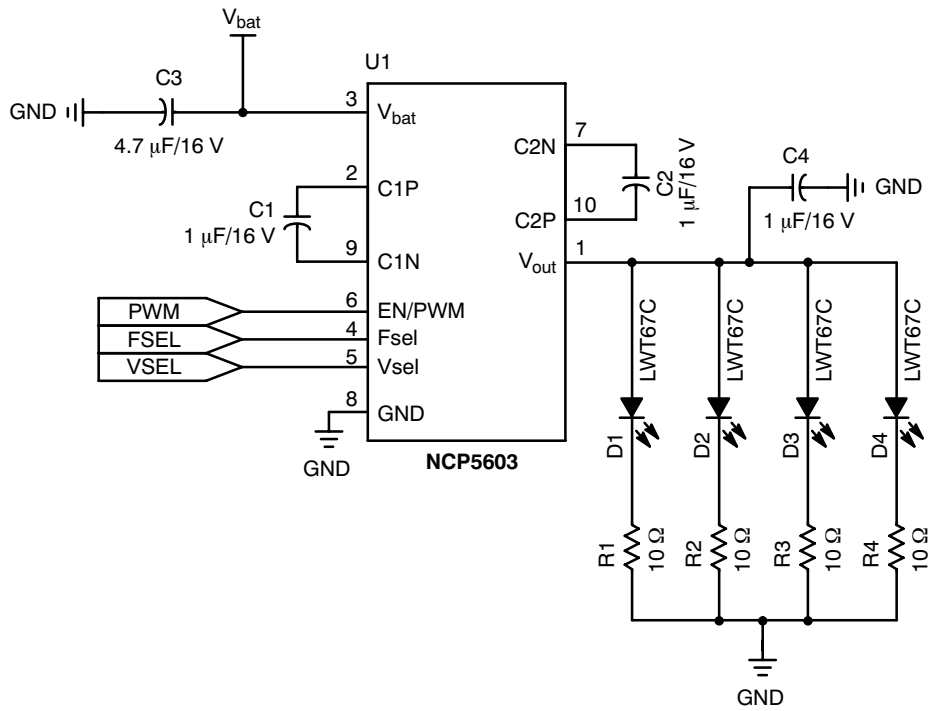 Vbat
U1
C3
GND
4.7 µF/16 V
3
Vbat
7
C2N
C2
1 µF/16 V
C4
GND
1 µF/16 V
2
C1P
C1
1 µF/16 V
10
C2P
9
C1N
1
Vout
PWM
6
EN/PWM
FSEL
4
Fsel
VSEL
5
Vsel
8
GND
GND
NCP5603
LWT67C
LWT67C
LWT67C
LWT67C
D1
D2
D3
D4
R1
10 Ω
R2
10 Ω
R3
10 Ω
R4
10 Ω
GND